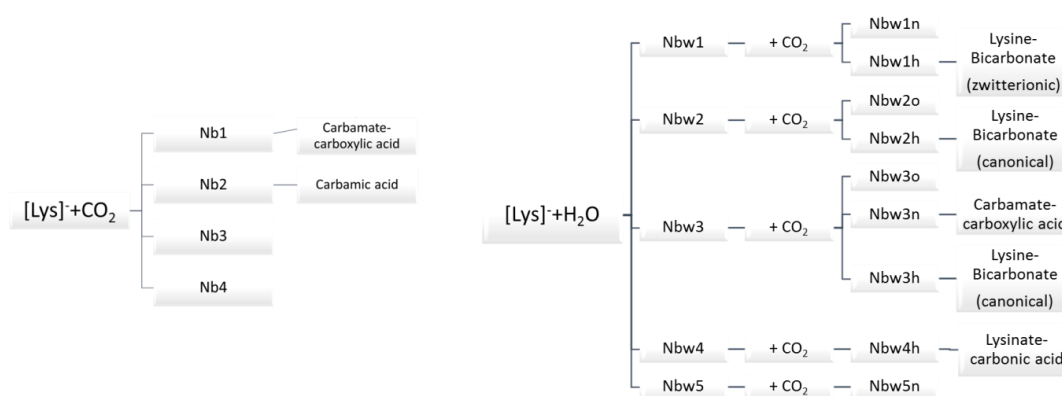 [Lys]⁻+CO₂
Nb1
Carbamate-
carboxylic acid
Nb2
Carbamic acid
Nb3
Nb4
[Lys]⁻+H₂O
Nbw1
+ CO₂
Nbw1n
Nbw1h
Lysine-
Bicarbonate
(zwitterionic)
Nbw2
+ CO₂
Nbw2o
Nbw2h
Lysine-
Bicarbonate
(canonical)
Nbw3
+ CO₂
Nbw3o
Nbw3n
Carbamate-
carboxylic acid
Nbw3h
Lysine-
Bicarbonate
(canonical)
Nbw4
+ CO₂
Nbw4h
Lysinate-
carbonic acid
Nbw5
+ CO₂
Nbw5n